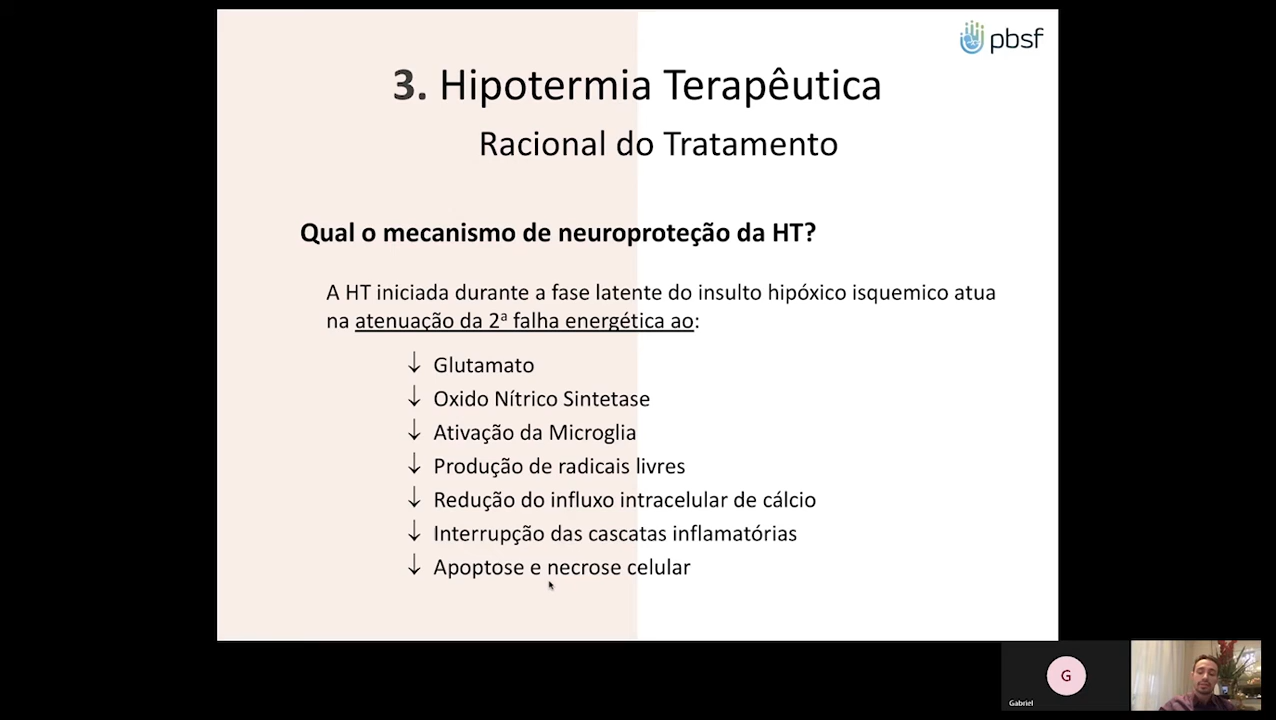 pbsf
3. Hipotermia Terapêutica
Racional do Tratamento
Qual o mecanismo de neuroproteção da HT?
A HT iniciada durante a fase latente do insulto hipóxico isquemico atua
na atenuação da 2ª falha energética ao:
↓ Glutamato
↓ Oxido Nítrico Sintetase
↓ Ativação da Microglia
↓ Produção de radicais livres
↓ Redução do influxo intracelular de cálcio
↓ Interrupção das cascatas inflamatórias
↓ Apoptose e necrose celular
G
Gabriel